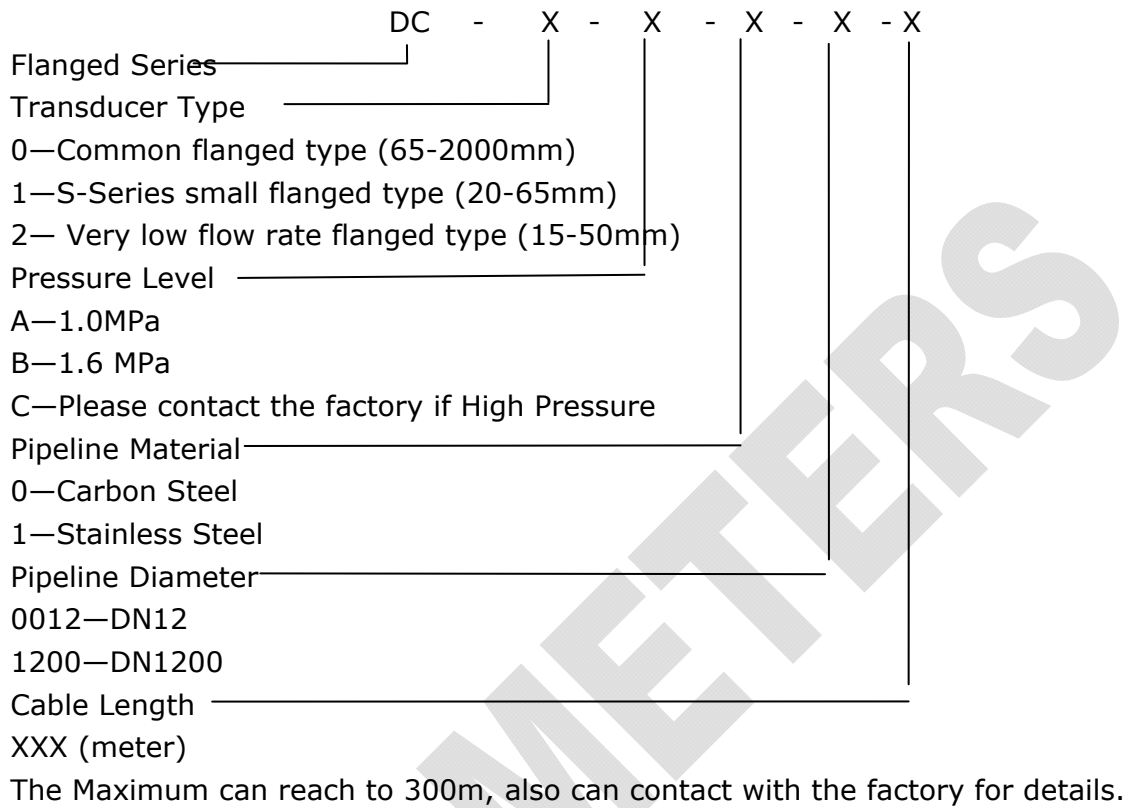 DC - X - X - X - X - X
Flanged Series
Transducer Type
0—Common flanged type (65-2000mm)
1—S-Series small flanged type (20-65mm)
2— Very low flow rate flanged type (15-50mm)
Pressure Level
A—1.0MPa
B—1.6 MPa
C—Please contact the factory if High Pressure
Pipeline Material
0—Carbon Steel
1—Stainless Steel
Pipeline Diameter
0012—DN12
1200—DN1200
Cable Length
XXX (meter)
The Maximum can reach to 300m, also can contact with the factory for details.
METERS